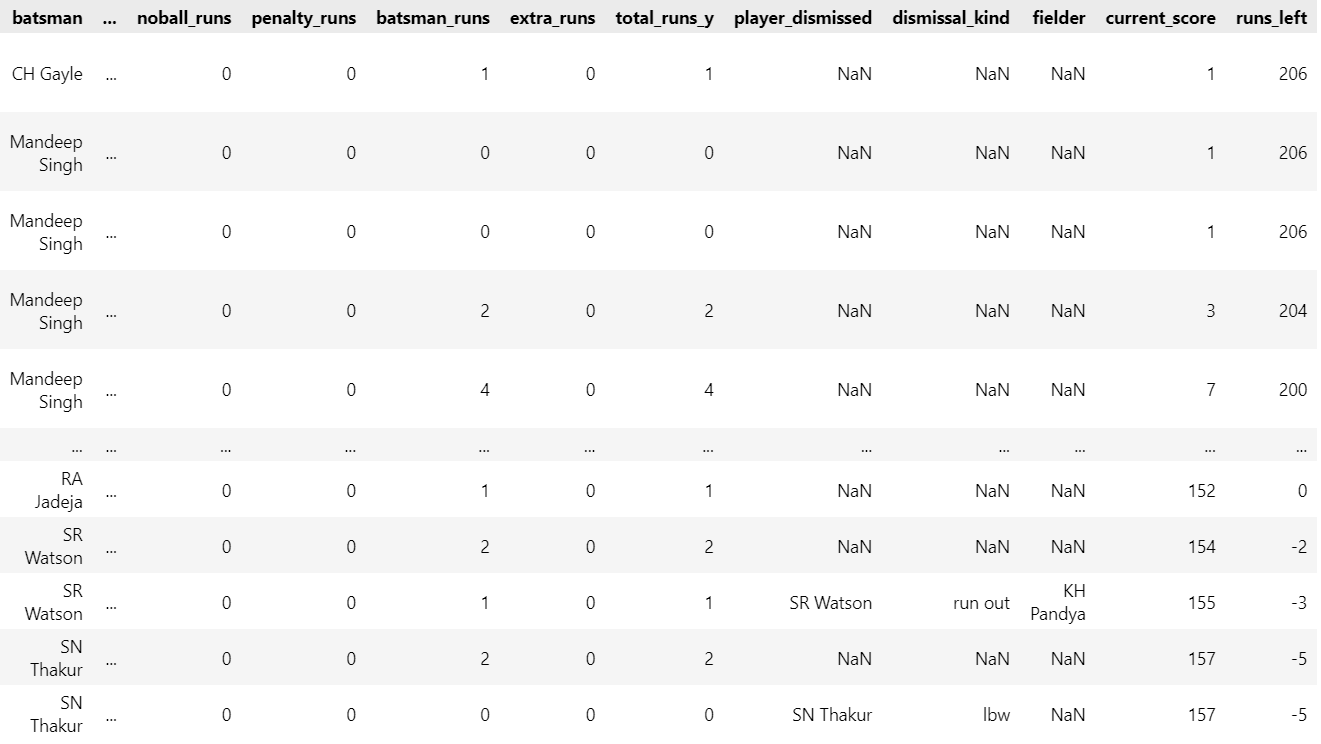 batsman ... noball_runs penalty_runs batsman_runs extra_runs total_runs_y player_dismissed dismissal_kind fielder current_score runs_left
CH Gayle ... 0 0 1 0 1 NaN NaN NaN 1 206
Mandeep
Singh ... 0 0 0 0 0 NaN NaN NaN 1 206
Mandeep
Singh ... 0 0 0 0 0 NaN NaN NaN 1 206
Mandeep
Singh ... 0 0 2 0 2 NaN NaN NaN 3 204
Mandeep
Singh ... 0 0 4 0 4 NaN NaN NaN 7 200
... ... ... ... ... ... ... ... ... ... ... ...
RA
Jadeja ... 0 0 1 0 1 NaN NaN NaN 152 0
SR
Watson ... 0 0 2 0 2 NaN NaN NaN 154 -2
SR
Watson ... 0 0 1 0 1 SR Watson run out KH
Pandya 155 -3
SN
Thakur ... 0 0 2 0 2 NaN NaN NaN 157 -5
SN
Thakur ... 0 0 0 0 0 SN Thakur lbw NaN 157 -5